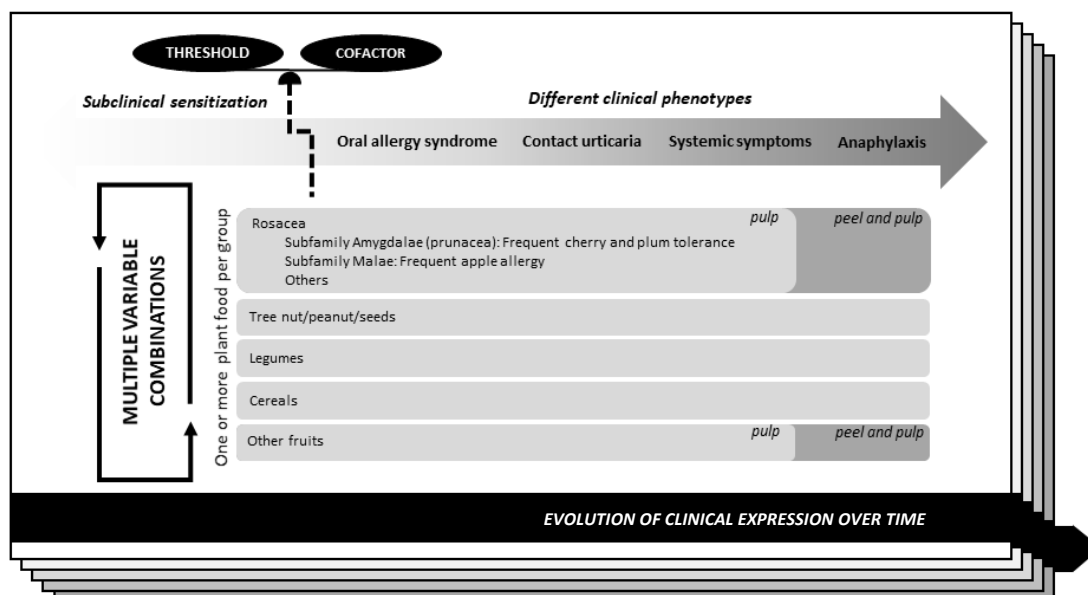 THRESHOLD
COFACTOR
Subclinical sensitization
Different clinical phenotypes
Oral allergy syndrome
Contact urticaria
Systemic symptoms
Anaphylaxis
MULTIPLE VARIABLE
COMBINATIONS
One or more plant food per group
Rosacea
pulp
peel and pulp
Subfamily Amygdalae (prunacea): Frequent cherry and plum tolerance
Subfamily Malae: Frequent apple allergy
Others
Tree nut/peanut/seeds
Legumes
Cereals
Other fruits
pulp
peel and pulp
EVOLUTION OF CLINICAL EXPRESSION OVER TIME